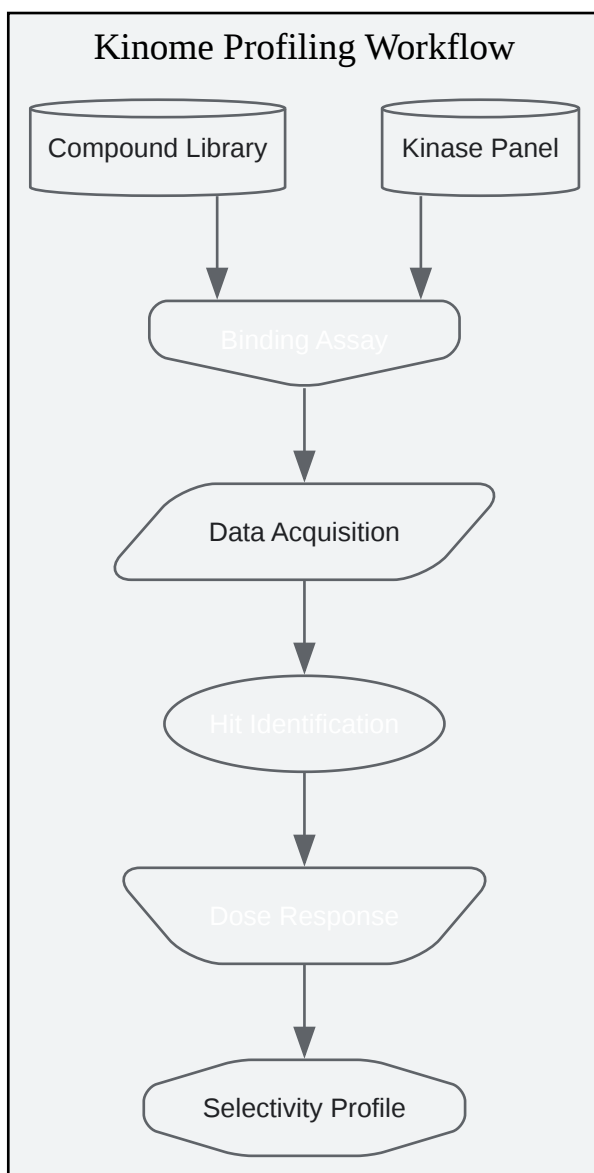 Kinome Profiling Workflow
Compound Library
Kinase Panel
Binding Assay
Data Acquisition
Hit Identification
Dose Response
Selectivity Profile